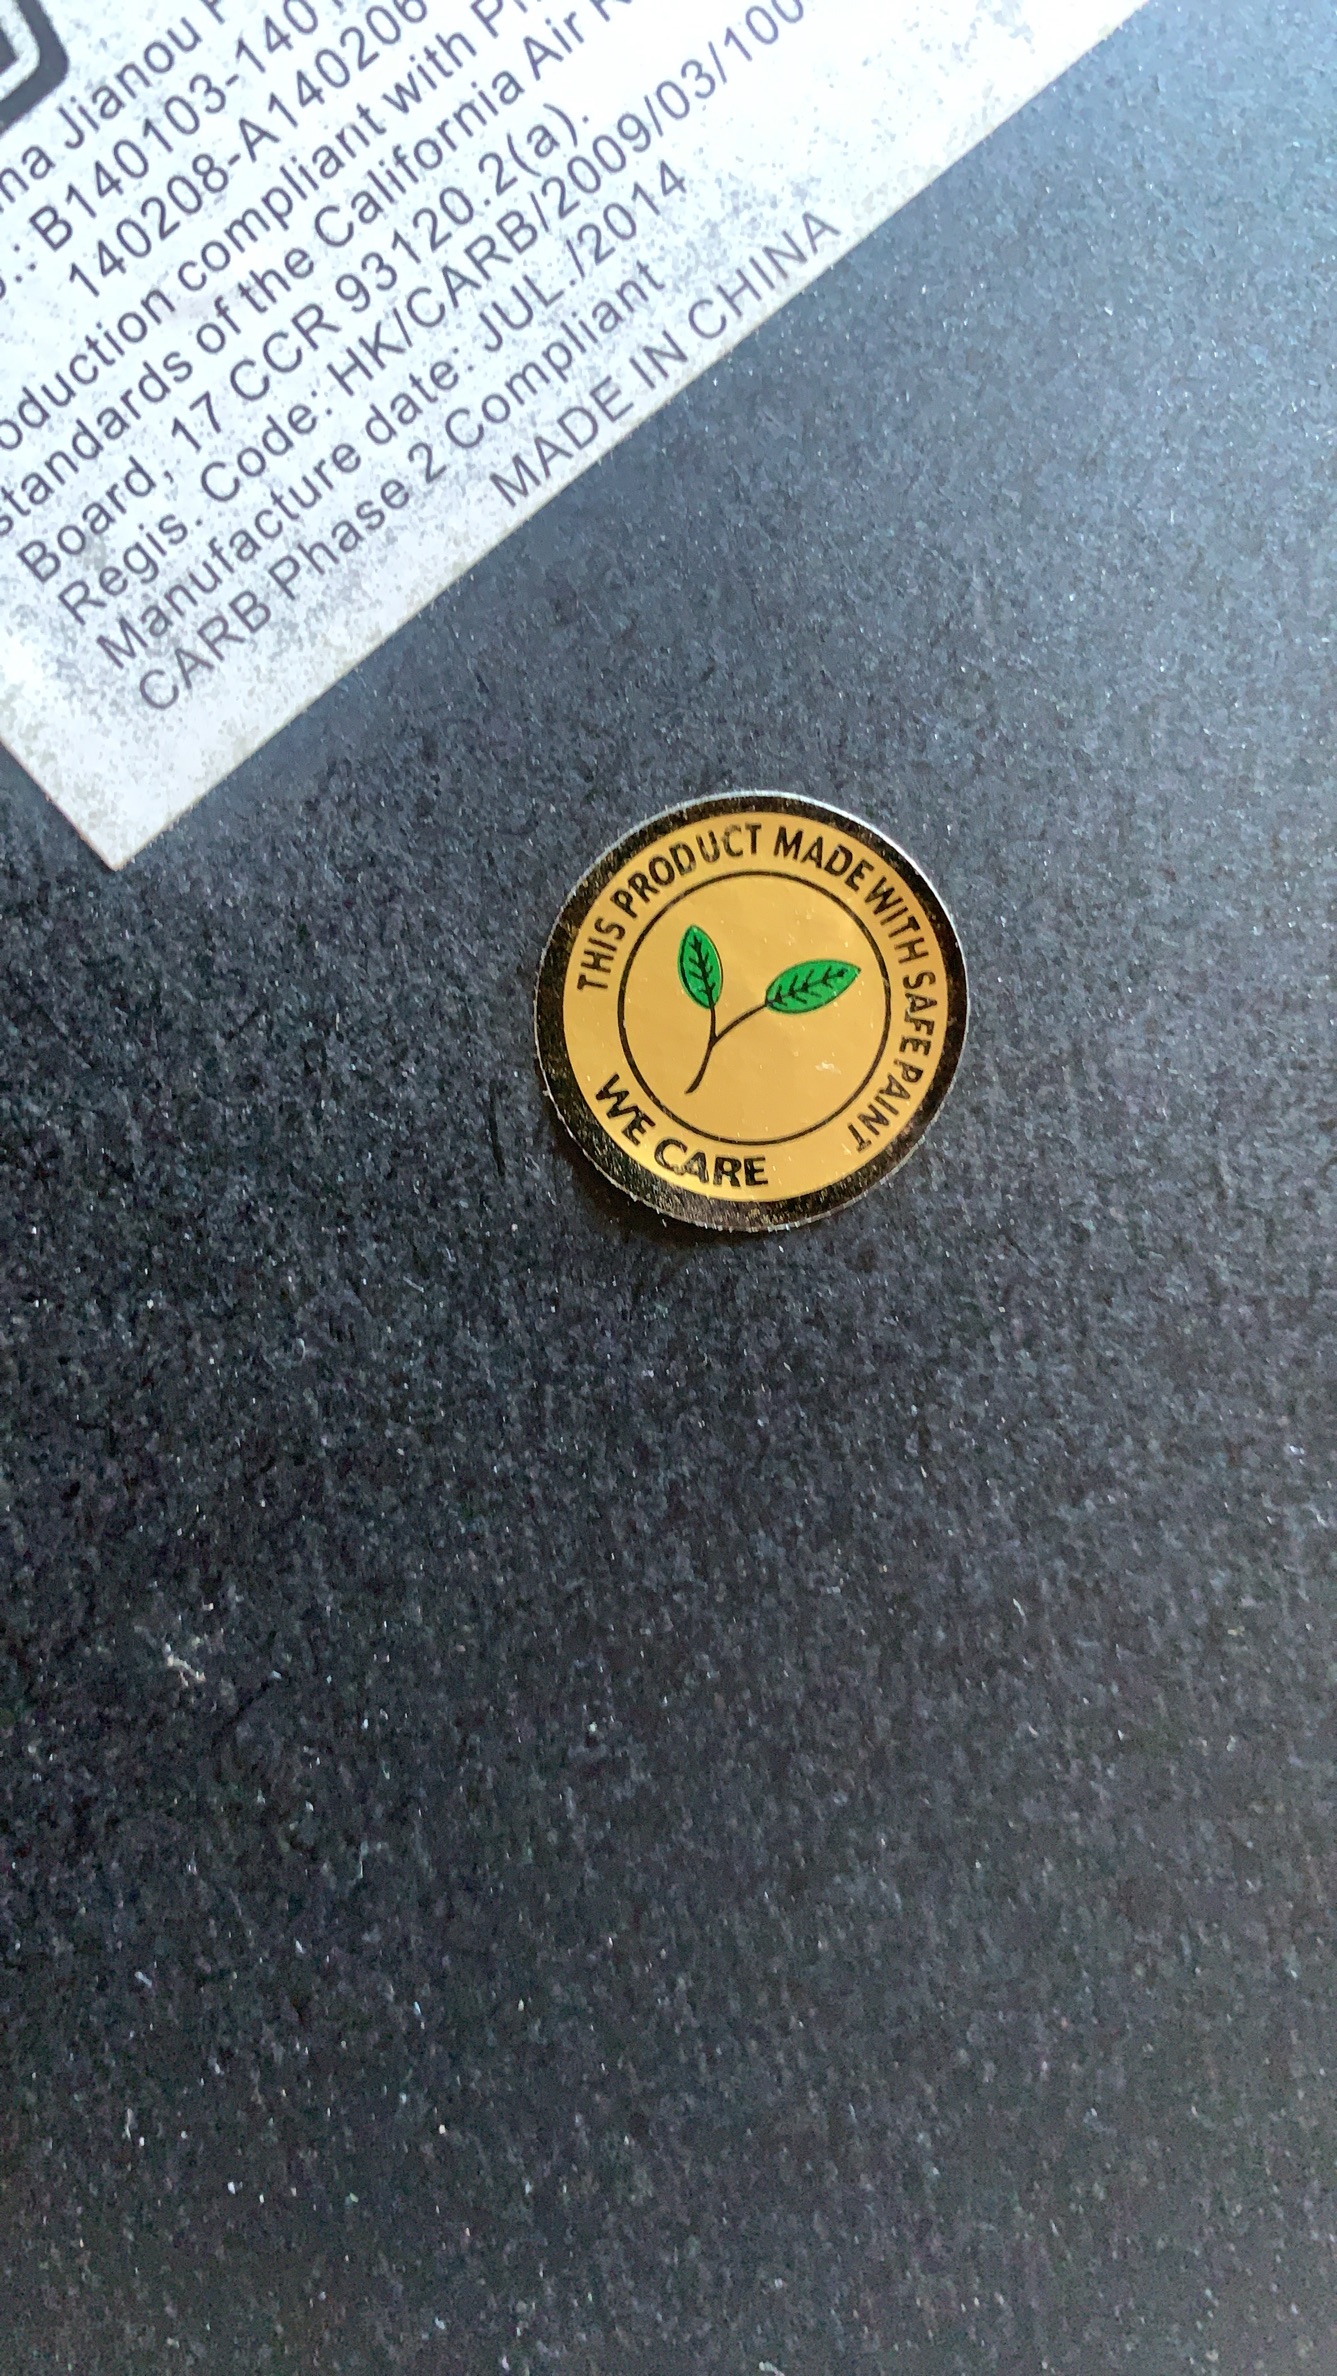 Jianou
B140103-1401
140208-A140206
oduction compliant with
standards of the California Air
Board, 17 CCR 93120.2(a).
Regis. Code: HK/CARB/2009/03/100
Manufacture date: JUL./2014
CARB Phase 2 Compliant
MADE IN CHINA
THIS PRODUCT MADE WITH SAFE PAINT
WE CARE